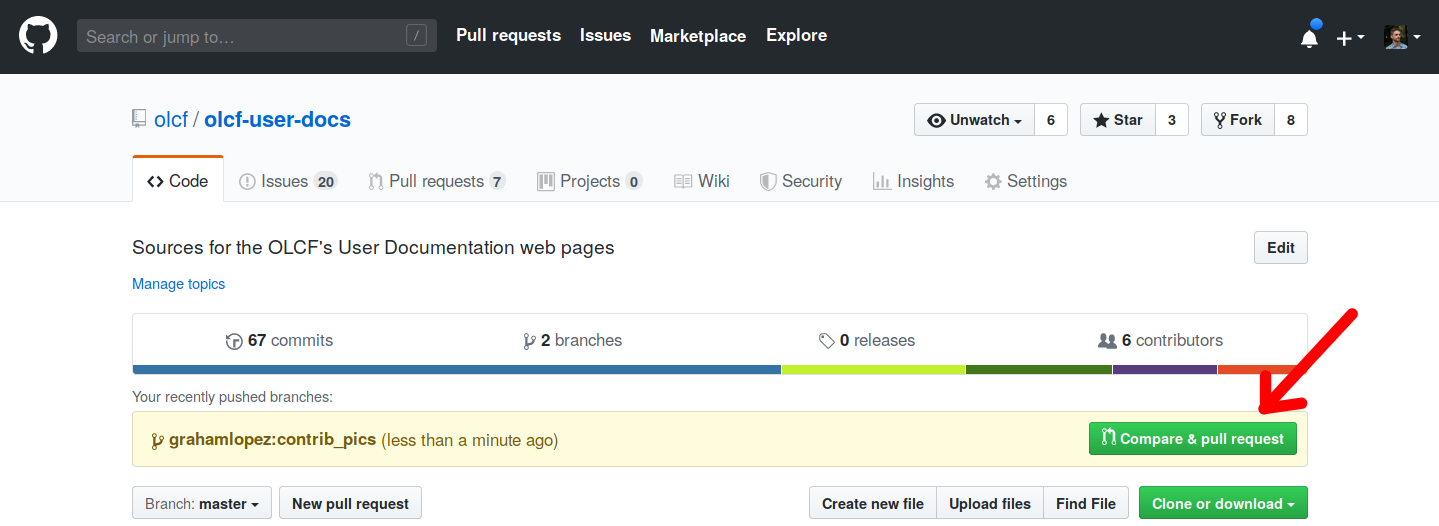 Search or jump to… / Pull requests Issues Marketplace Explore
olcf / olcf-user-docs Unwatch 6 Star 3 Fork 8
Code Issues 20 Pull requests 7 Projects 0 Wiki Security Insights Settings
Sources for the OLCF's User Documentation web pages Edit
Manage topics
67 commits 2 branches 0 releases 6 contributors
Your recently pushed branches:
grahamlopez:contrib_pics (less than a minute ago) Compare & pull request
Branch: master New pull request Create new file Upload files Find File Clone or download